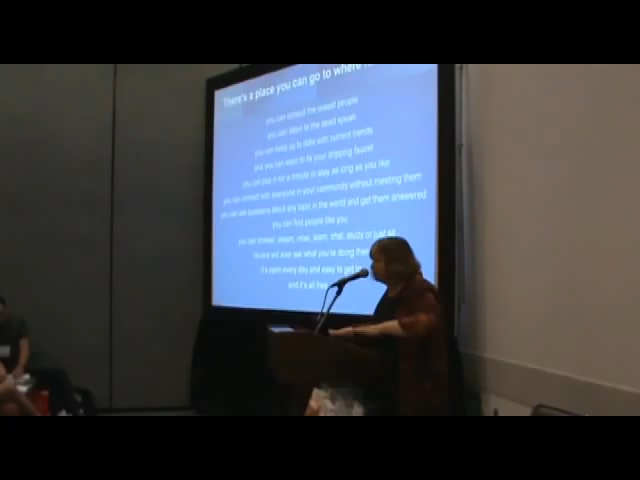 There's a place you can go to where
you can consult the wisest people
you can listen to the dead speak
you can keep up to date with current trends
and you can learn to fix your dripping faucet
you can pop in for a minute or stay as long as you like
you can connect with everyone in your community without meeting them
you can ask questions about any topic in the world and get them answered
you can find people like you
you can browse, dream, relax, learn, chat, study or just sit
no-one will ever ask what you're doing there
it's open every day and easy to get to
and it's all free